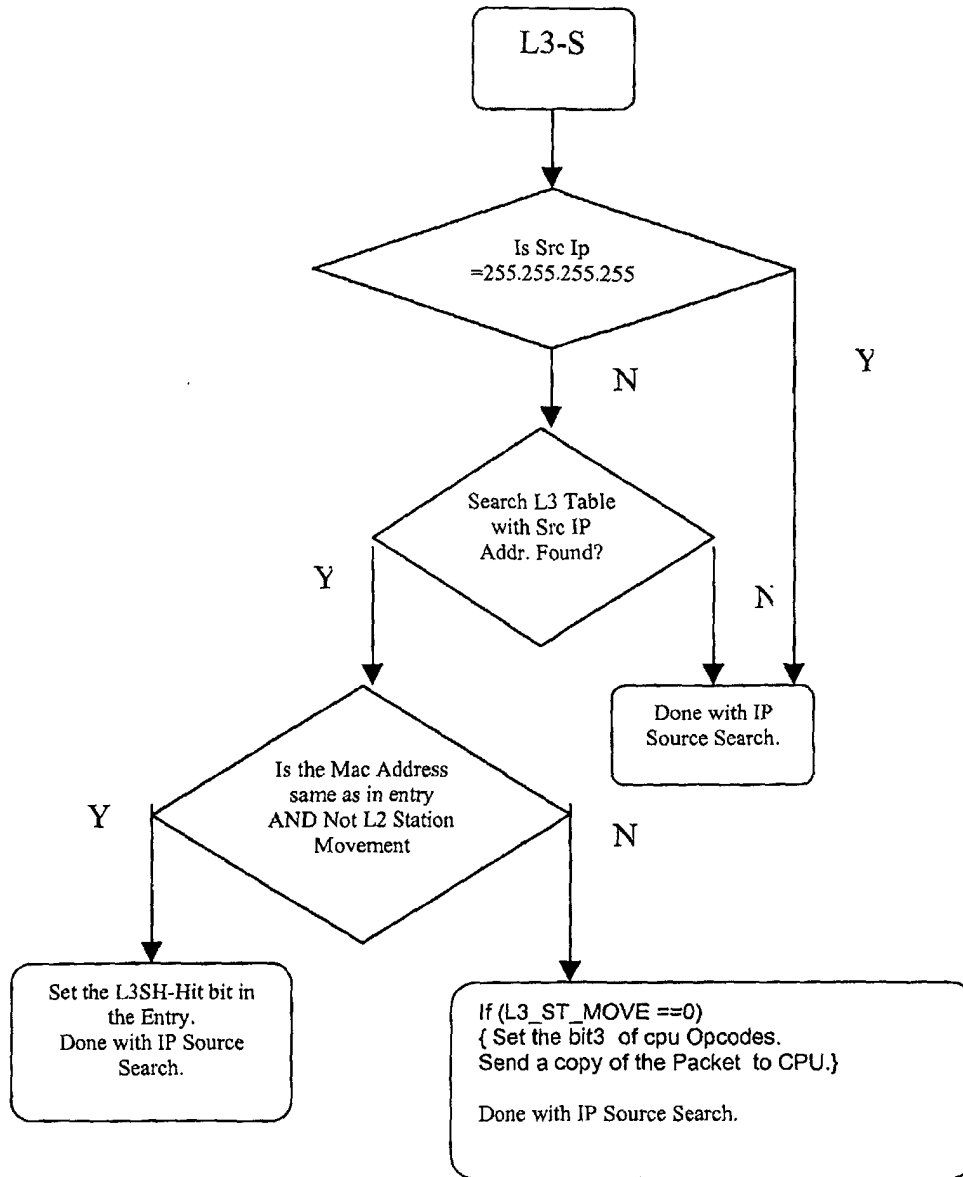 L3-S
Is Src Ip
=255.255.255.255
Y
N
Search L3 Table
with Src IP
Addr. Found?
Y
N
Done with IP
Source Search.
Is the Mac Address
same as in entry
AND Not L2 Station
Movement
Y
N
Set the L3SH-Hit bit in
the Entry.
Done with IP Source
Search.
If (L3_ST_MOVE ==0)
{ Set the bit3 of cpu Opcodes.
Send a copy of the Packet to CPU.}
Done with IP Source Search.